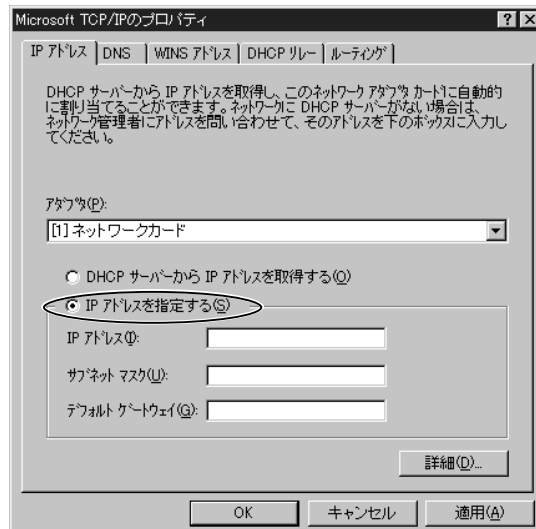 Microsoft TCP/IPのプロパティ
IP アドレス DNS WINS アドレス DHCP リレー ルーティング
DHCP サーバーから IP アドレスを取得し、このネットワーク アダプタ カードに自動的
に割り当てることができます。ネットワークに DHCP サーバーがない場合は、
ネットワーク管理者にアドレスを問い合わせて、そのアドレスを下のボックスに入力し
てください。
アダプタ(P):
[1] ネットワークカード
DHCP サーバーから IP アドレスを取得する(O)
IP アドレスを指定する(S)
IP アドレス(I):
サブネット マスク(U):
デフォルト ゲートウェイ(G):
詳細(D)...
OK キャンセル 適用(A)